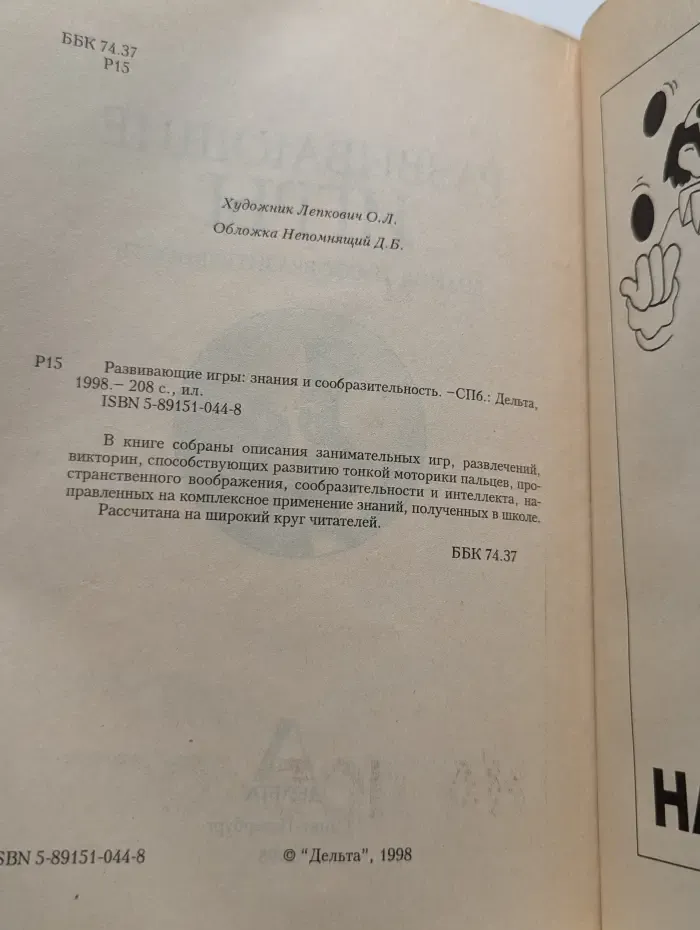 ББК 74.37
Р15
Художник Лепкович О.Л.
Обложка Непомнящий Д.Б.
Р15 Развивающие игры: знания и сообразительность. –СПб.: Дельта,
1998.– 208 с., ил.
ISBN 5-89151-044-8
В книге собраны описания занимательных игр, развлечений,
викторин, способствующих развитию тонкой моторики пальцев, про-
странственного воображения, сообразительности и интеллекта, на-
правленных на комплексное применение знаний, полученных в школе.
Рассчитана на широкий круг читателей.
ББК 74.37
SBN 5-89151-044-8
© "Дельта", 1998
НА